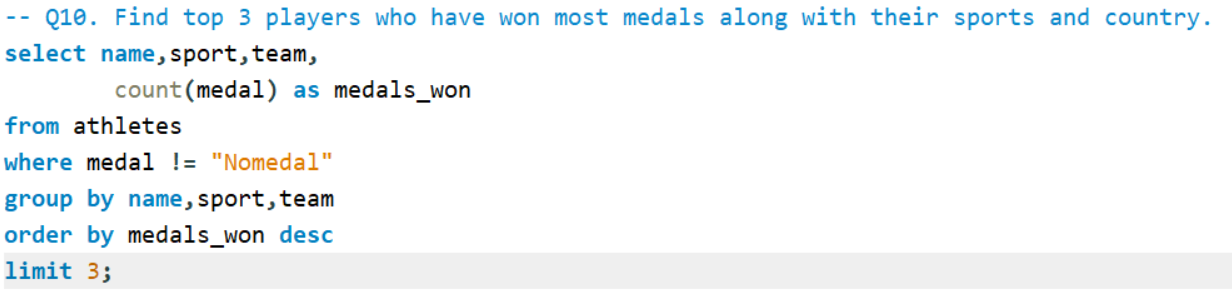 -- Q10. Find top 3 players who have won most medals along with their sports and country.
select name,sport,team,
        count(medal) as medals_won
from athletes
where medal != "Nomedal"
group by name,sport,team
order by medals_won desc
limit 3;